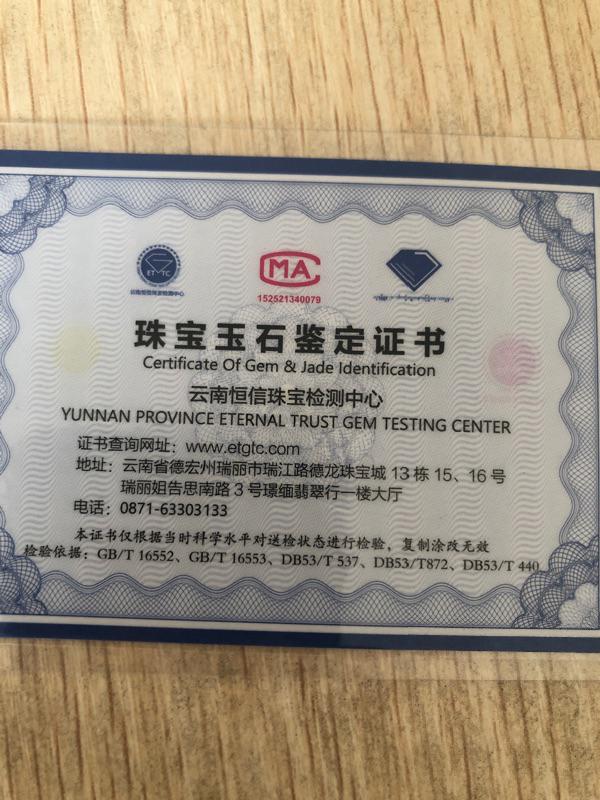 ETTC
云南恒信珠宝检测中心
MA
152521340079
珠宝玉石鉴定证书
Certificate Of Gem & Jade Identification
云南恒信珠宝检测中心
YUNNAN PROVINCE ETERNAL TRUST GEM TESTING CENTER
证书查询网址：www.etgtc.com
地址：云南省德宏州瑞丽市瑞江路德龙珠宝城 13 栋 15、16 号
瑞丽姐告思南路 3 号璟缅翡翠行一楼大厅
电话：0871-63303133
本证书仅根据当时科学水平对送检状态进行检验，复制涂改无效
检验依据：GB/T 16552、GB/T 16553、DB53/T 537、DB53/T872、DB53/T 440